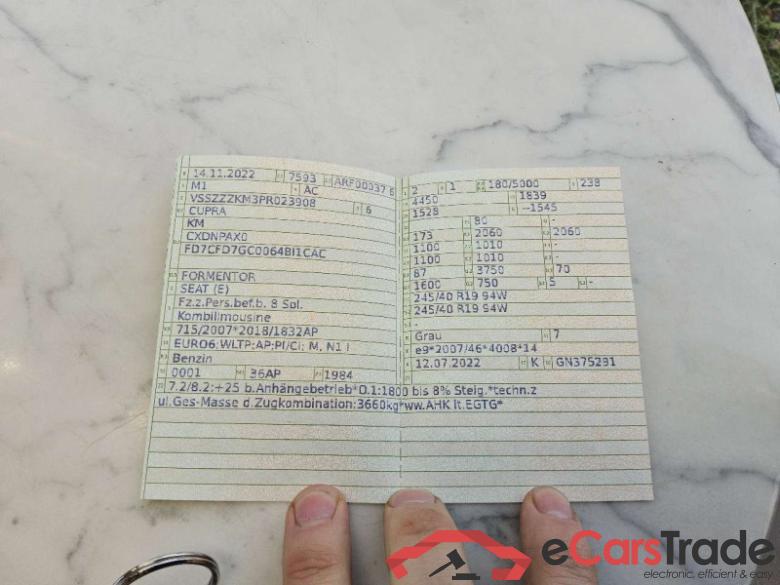 14.11.2022 7593 ARF00037 6
M1 AC
VSSZZZKM3PR023908
CUPRA 6
KM
CXDNPAX0
FD7CFD7GC0064BI1CAC
FORMENTOR
SEAT (E)
Fz.z.Pers.bef.b. 8 Spl.
Kombilimousine
715/2007*2018/1832AP
EURO6;WLTP;AP;PI/CI; M, N1 I
Benzin
0001 36AP 1984
2 1 180/5000 238
4450 1839
1528 --1545
80 -
173 2060 2060
1100 1010 -
1100 1010 -
87 3750 70
1600 750 5 -
245/40 R19 94W
245/40 R19 94W
-
Grau 7
e9*2007/46*4008*14
12.07.2022 K GN375291
7.2/8.2:+25 b.Anhängebetrieb*O.1:1800 bis 8% Steig.*techn.z
ul.Ges-Masse d.Zugkombination:3660kg*ww.AHK lt.EGTG*
eCarsTrade
electronic, efficient & easy